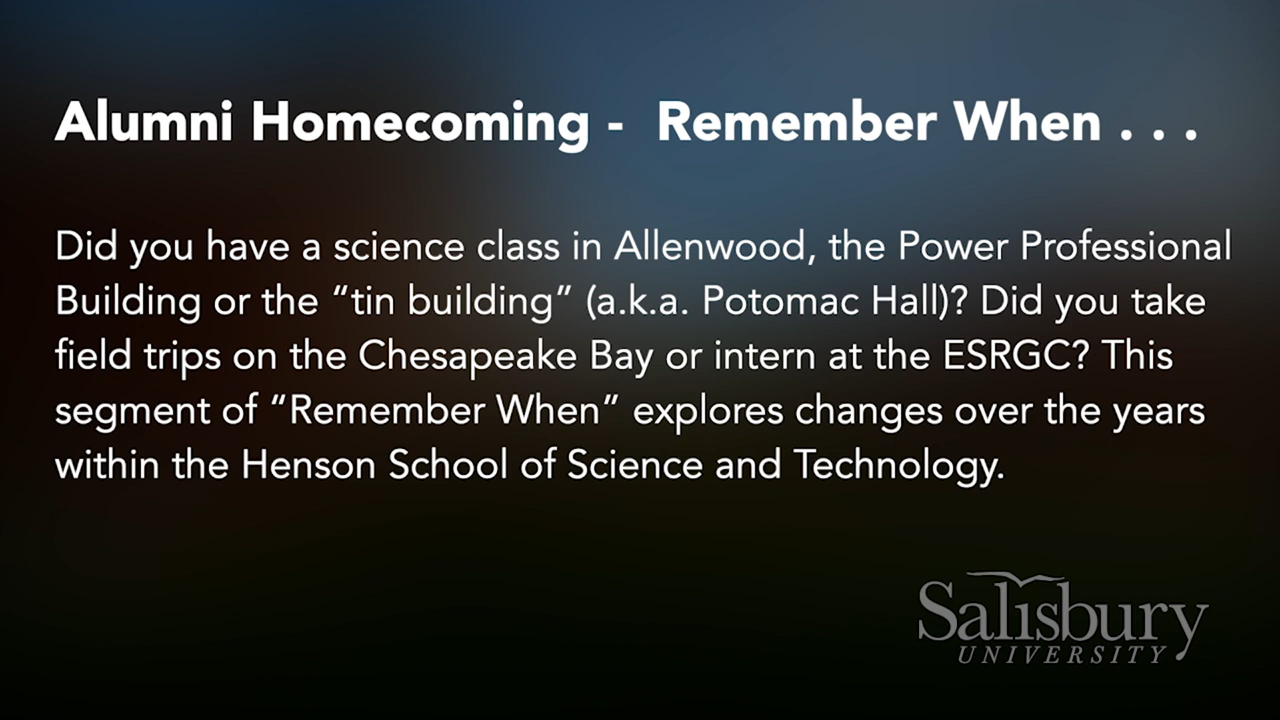 Alumni Homecoming -  Remember When . . .
Did you have a science class in Allenwood, the Power Professional
Building or the “tin building” (a.k.a. Potomac Hall)? Did you take
field trips on the Chesapeake Bay or intern at the ESRGC? This
segment of “Remember When” explores changes over the years
within the Henson School of Science and Technology.
Salisbury
UNIVERSITY